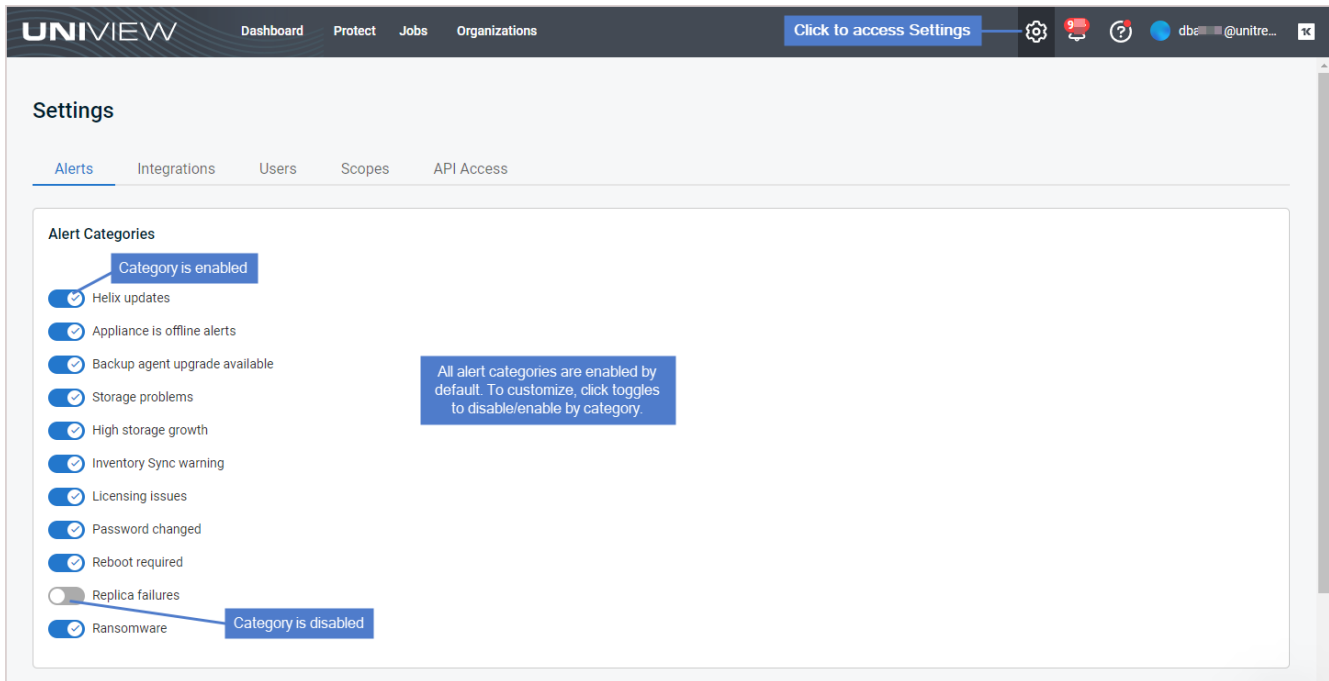 UNIVIEW Dashboard Protect Jobs Organizations Click to access Settings dba @unitre...
Settings
Alerts Integrations Users Scopes API Access
Alert Categories
Category is enabled
Helix updates
Appliance is offline alerts
Backup agent upgrade available
All alert categories are enabled by
default. To customize, click toggles
to disable/enable by category.
Storage problems
High storage growth
Inventory Sync warning
Licensing issues
Password changed
Reboot required
Replica failures
Category is disabled
Ransomware